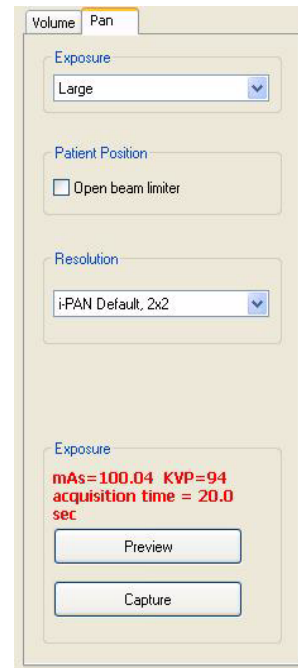 Volume Pan
Exposure
Large
Patient Position
Open beam limiter
Resolution
i-PAN Default, 2x2
Exposure
mAs=100.04 KVP=94
acquisition time = 20.0
sec
Preview
Capture